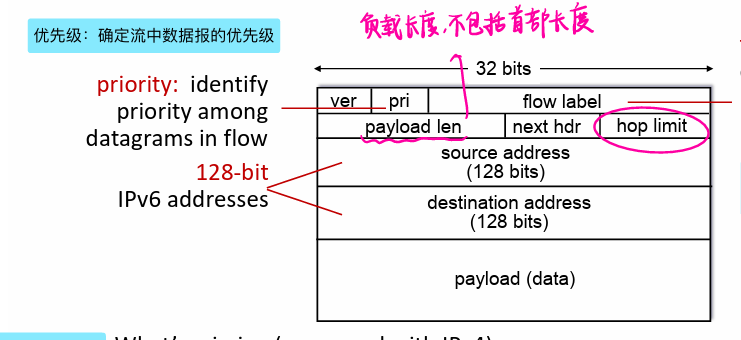 优先级：确定流中数据报的优先级
负载长度，不包括首部长度
32 bits
priority: identify
priority among
datagrams in flow
ver pri flow label
payload len next hdr hop limit
128-bit
IPv6 addresses
source address
(128 bits)
destination address
(128 bits)
payload (data)